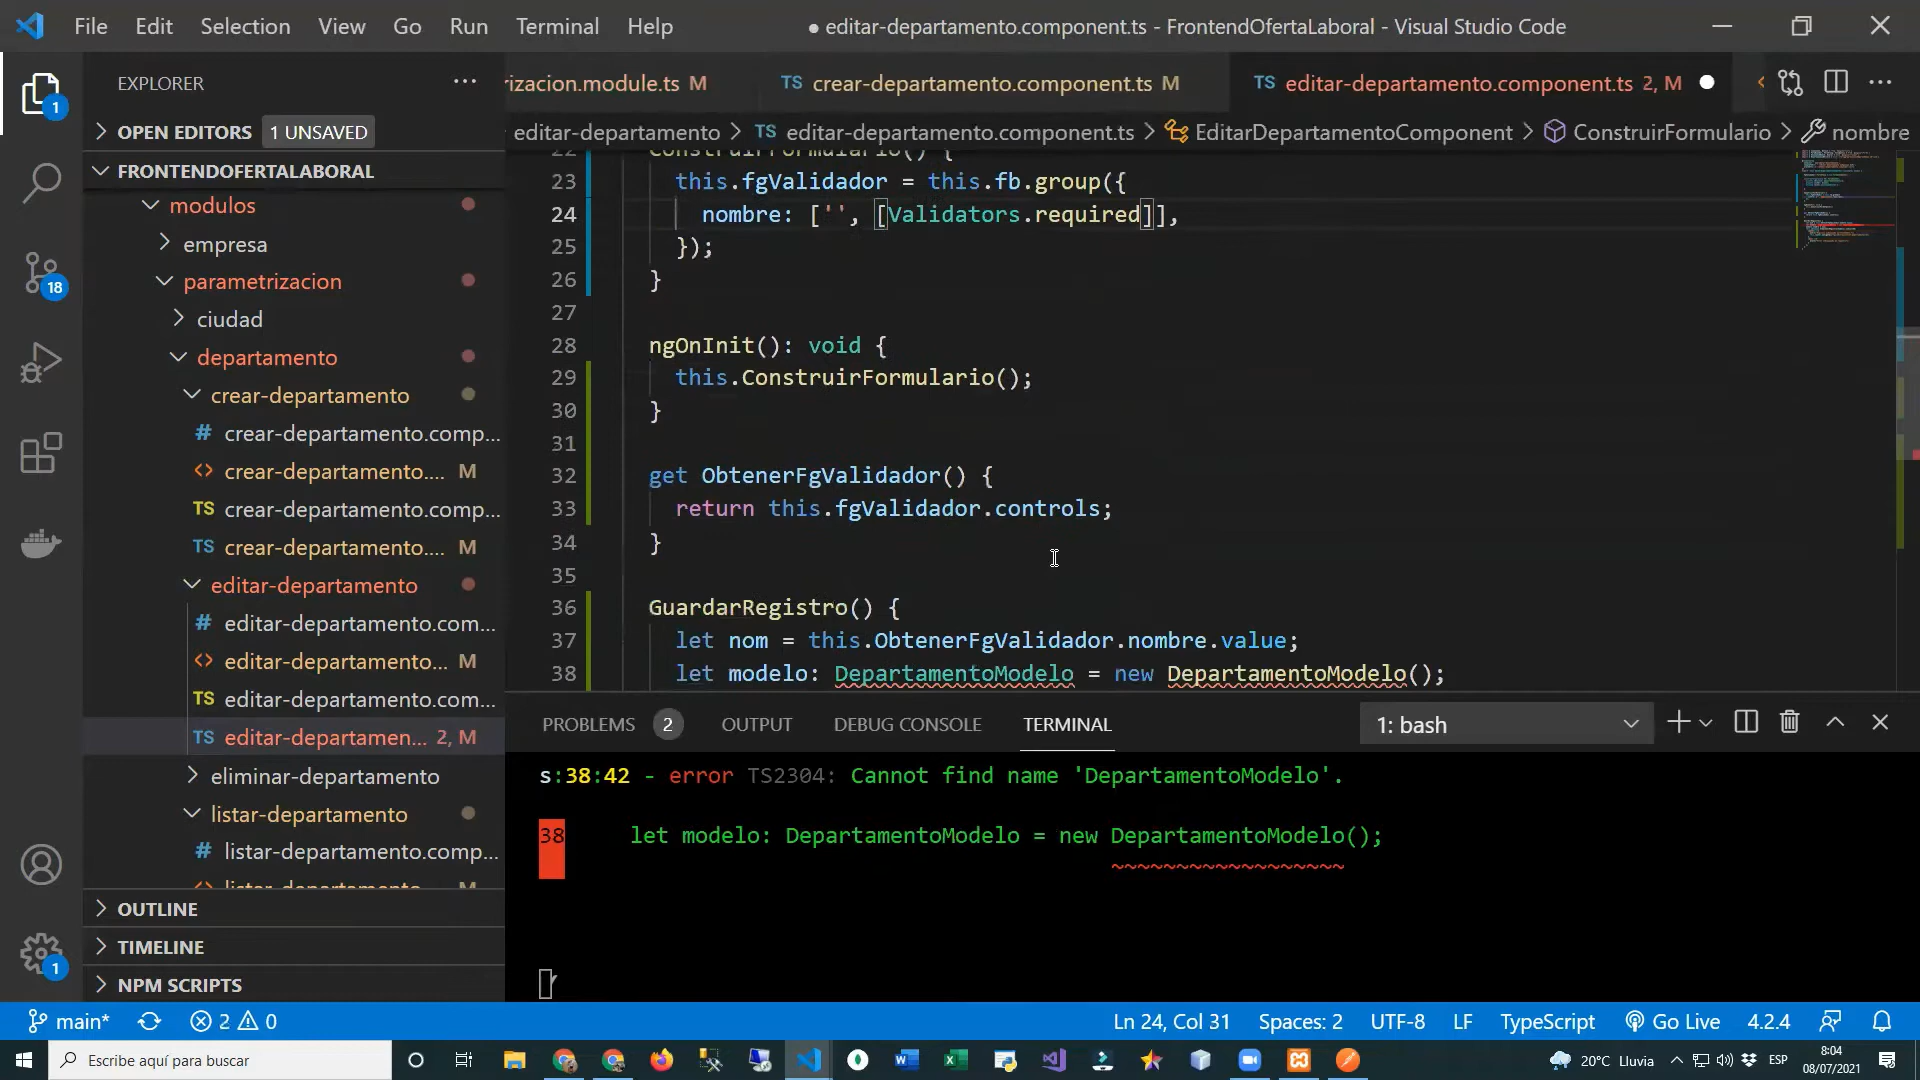 File Edit Selection View Go Run Terminal Help
● editar-departamento.component.ts - FrontendOfertaLaboral - Visual Studio Code
EXPLORER
rizacion.module.ts M
TS crear-departamento.component.ts M
TS editar-departamento.component.ts 2, M
OPEN EDITORS 1 UNSAVED
editar-departamento > TS editar-departamento.component.ts > EditarDepartamentoComponent > ConstruirFormulario > nombre
FRONTENDOFERTALABORAL
modulos
empresa
parametrizacion
ciudad
departamento
crear-departamento
# crear-departamento.comp...
<> crear-departamento.... M
TS crear-departamento.comp...
TS crear-departamento.... M
editar-departamento
# editar-departamento.com...
<> editar-departamento... M
TS editar-departamento.com...
TS editar-departamen... 2, M
eliminar-departamento
listar-departamento
# listar-departamento.comp...
<> listar-departamento.... M
OUTLINE
TIMELINE
NPM SCRIPTS
1
18
1
22 ConstruirFormulario() {
23 this.fgValidador = this.fb.group({
24 nombre: ['', [Validators.required]],
25 });
26 }
27
28 ngOnInit(): void {
29 this.ConstruirFormulario();
30 }
31
32 get ObtenerFgValidador() {
33 return this.fgValidador.controls;
34 }
35
36 GuardarRegistro() {
37 let nom = this.ObtenerFgValidador.nombre.value;
38 let modelo: DepartamentoModelo = new DepartamentoModelo();
PROBLEMS 2 OUTPUT DEBUG CONSOLE TERMINAL 1: bash
s:38:42 - error TS2304: Cannot find name 'DepartamentoModelo'.
38 let modelo: DepartamentoModelo = new DepartamentoModelo();
~~~~~~~~~~~~~~~~~~
main* 2 0 Ln 24, Col 31 Spaces: 2 UTF-8 LF TypeScript Go Live 4.2.4
Escribe aquí para buscar
20°C Lluvia ESP
8:04
08/07/2021